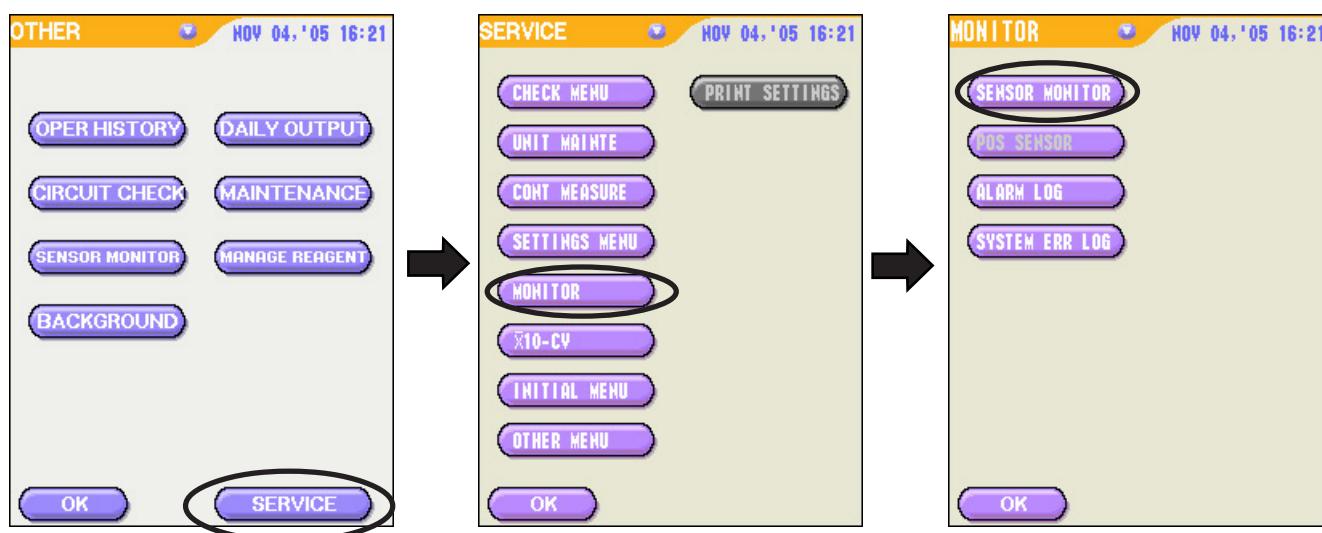 OTHER
NOV 04,'05 16:21
OPER HISTORY
DAILY OUTPUT
CIRCUIT CHECK
MAINTENANCE
SENSOR MONITOR
MANAGE REAGENT
BACKGROUND
OK
SERVICE
SERVICE
NOV 04,'05 16:21
CHECK MENU
PRINT SETTINGS
UNIT MAINTE
CONT MEASURE
SETTINGS MENU
MONITOR
X̄10-CV
INITIAL MENU
OTHER MENU
OK
MONITOR
NOV 04,'05 16:21
SENSOR MONITOR
POS SENSOR
ALARM LOG
SYSTEM ERR LOG
OK